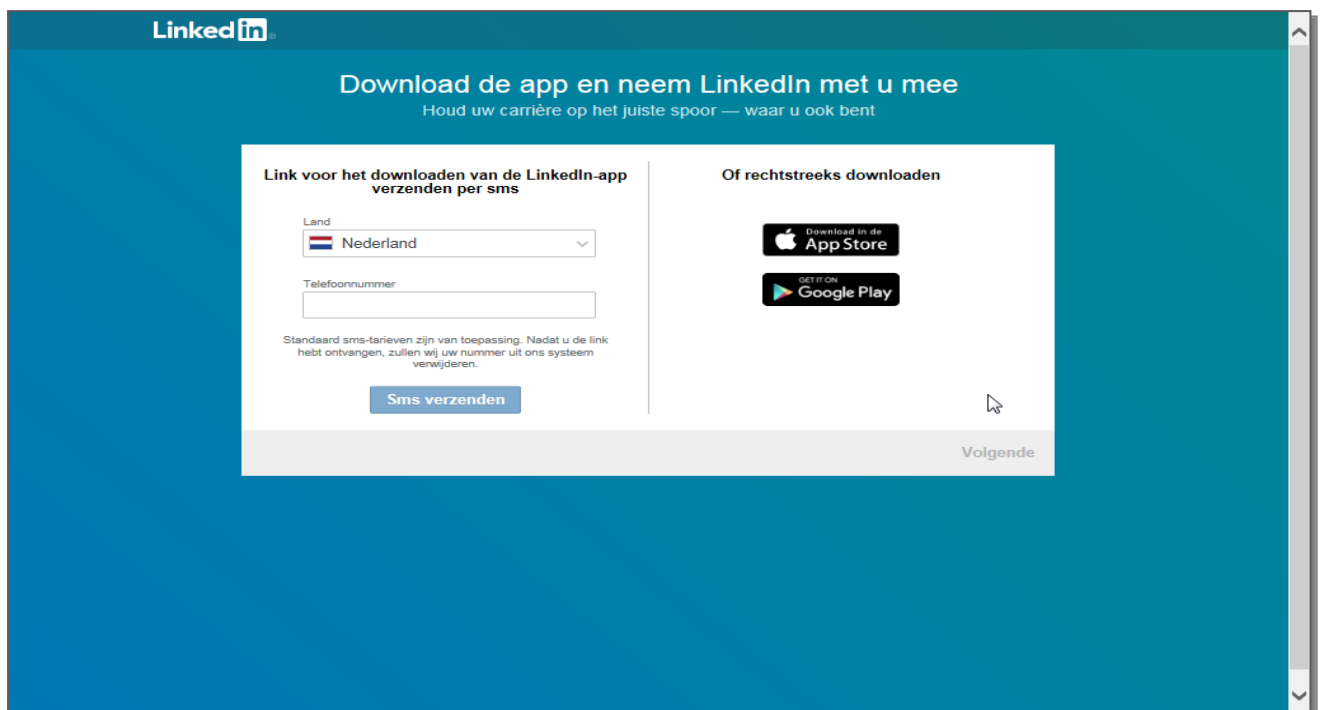 Linked in
Download de app en neem LinkedIn met u mee
Houd uw carrière op het juiste spoor — waar u ook bent
Link voor het downloaden van de LinkedIn-app
verzenden per sms
Land
Nederland
Telefoonnummer
Standaard sms-tarieven zijn van toepassing. Nadat u de link
hebt ontvangen, zullen wij uw nummer uit ons systeem
verwijderen.
Sms verzenden
Of rechtstreeks downloaden
Download in de
App Store
GET IT ON
Google Play
Volgende